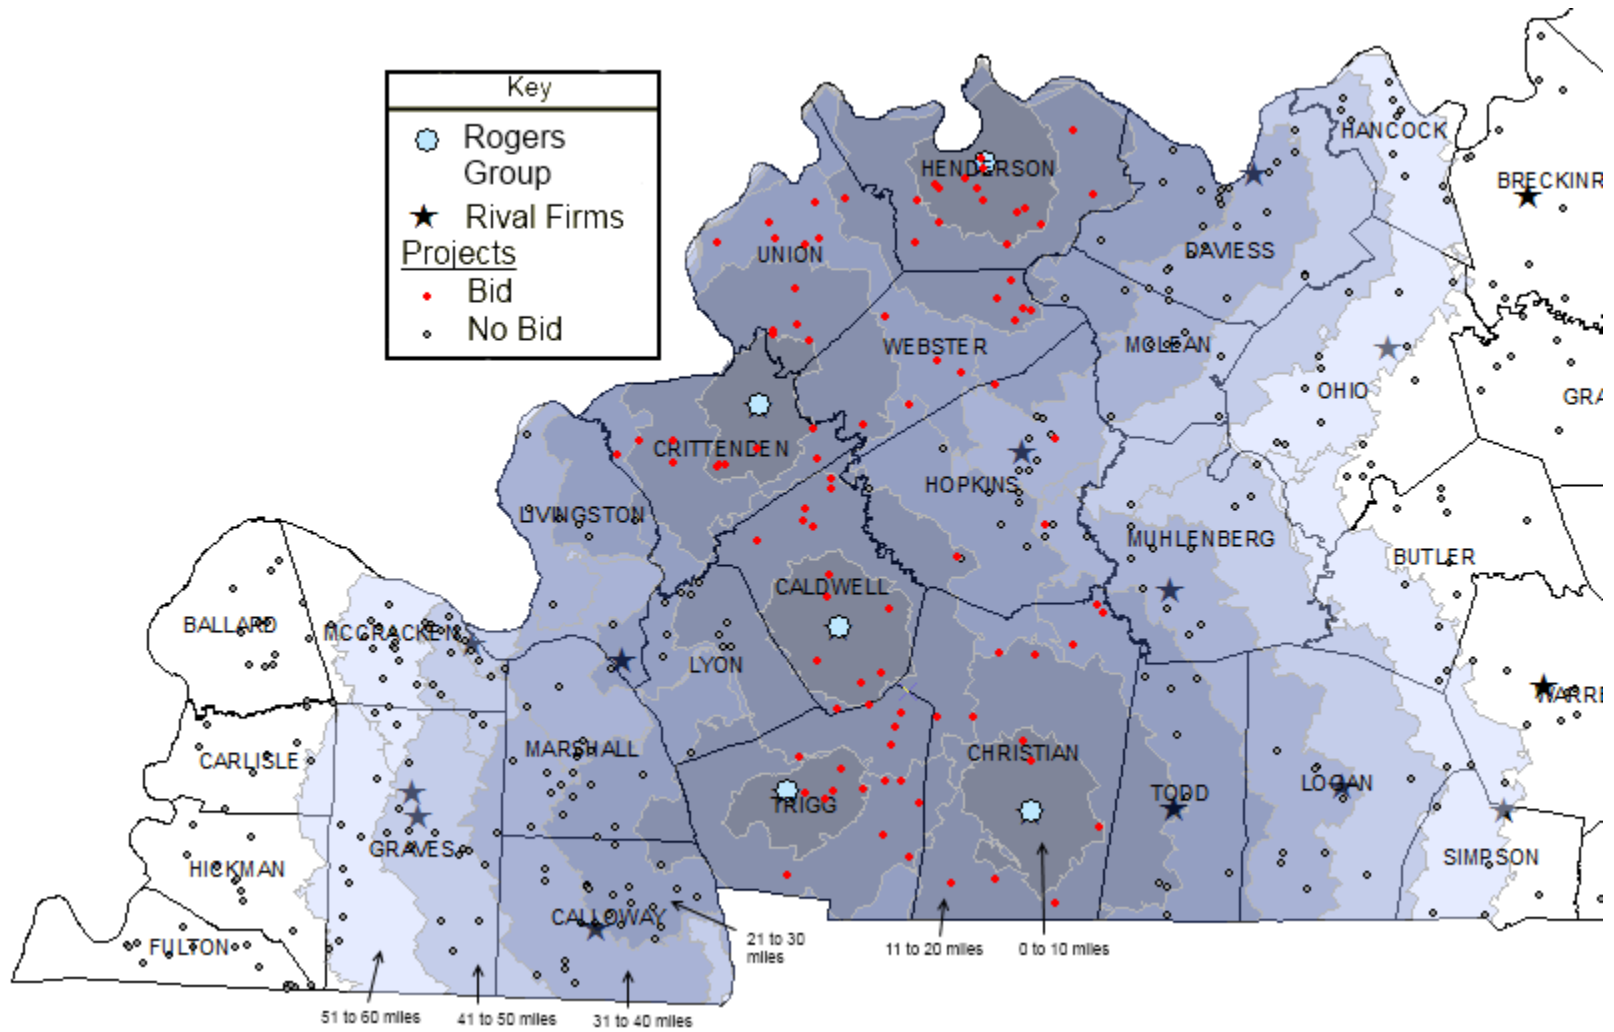 Key
Rogers
Group
Rival Firms
Projects
Bid
No Bid
HANCOCK
HENDERSON
BRECKINR
UNION
DAVIESS
WEBSTER
MCLEAN
OHIO
GRA
CRITTENDEN
HOPKINS
LIVINGSTON
MUHLENBERG
BUTLER
CALDWELL
BALLARD
MCCRACKEN
LYON
WARRE
MARSHALL
CHRISTIAN
CARLISLE
TODD
LOGAN
TRIGG
GRAVES
SIMPSON
HICKMAN
CALLOWAY
FULTON
21 to 30
miles
11 to 20 miles
0 to 10 miles
51 to 60 miles
41 to 50 miles
31 to 40 miles